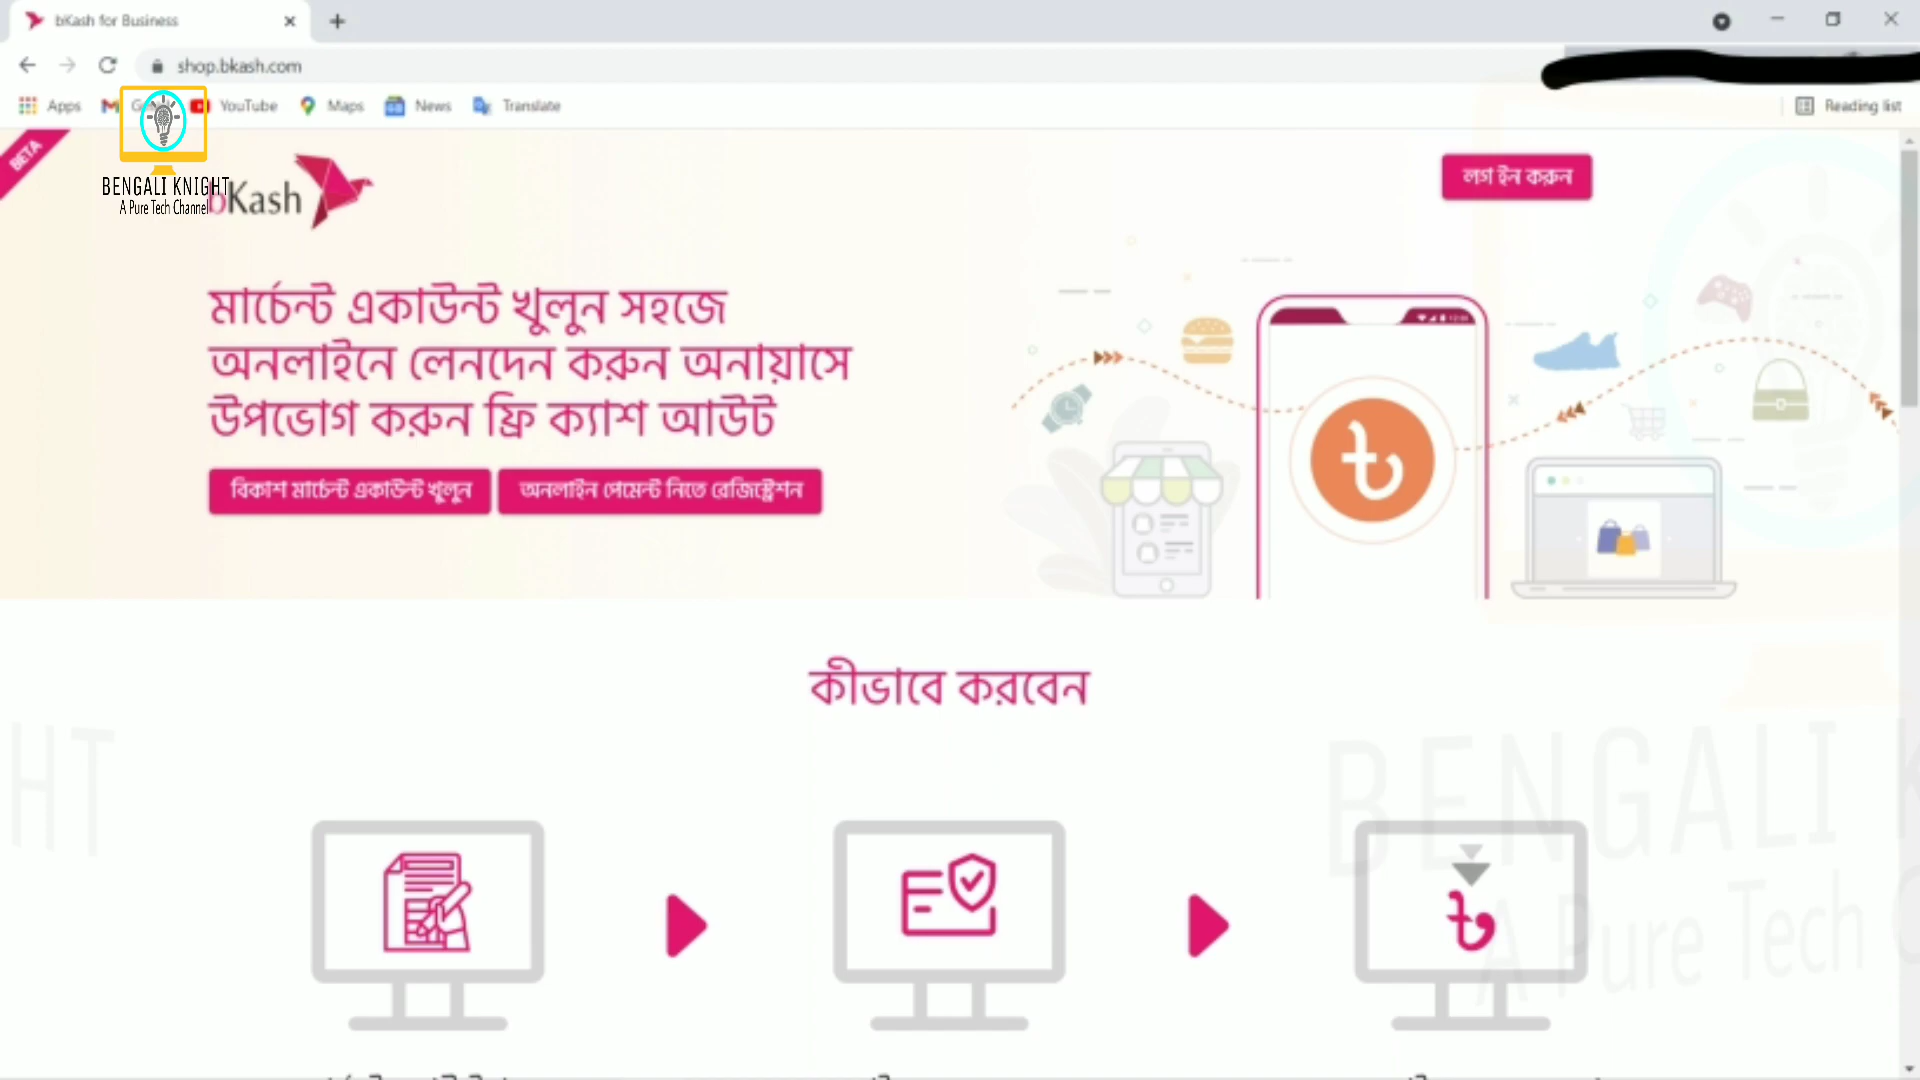 bKash for Business
shop.bkash.com
Apps
YouTube
Maps
News
Translate
Reading list
BETA
BENGALI KNIGHT
A Pure Tech Channel
bKash
লগ ইন করুন
মার্চেন্ট একাউন্ট খুলুন সহজে
অনলাইনে লেনদেন করুন অনায়াসে
উপভোগ করুন ফ্রি ক্যাশ আউট
বিকাশ মার্চেন্ট একাউন্ট খুলুন
অনলাইন পেমেন্ট নিতে রেজিস্ট্রেশন
৳
কীভাবে করবেন
৳
HT
BENGALI K
A Pure Tech C